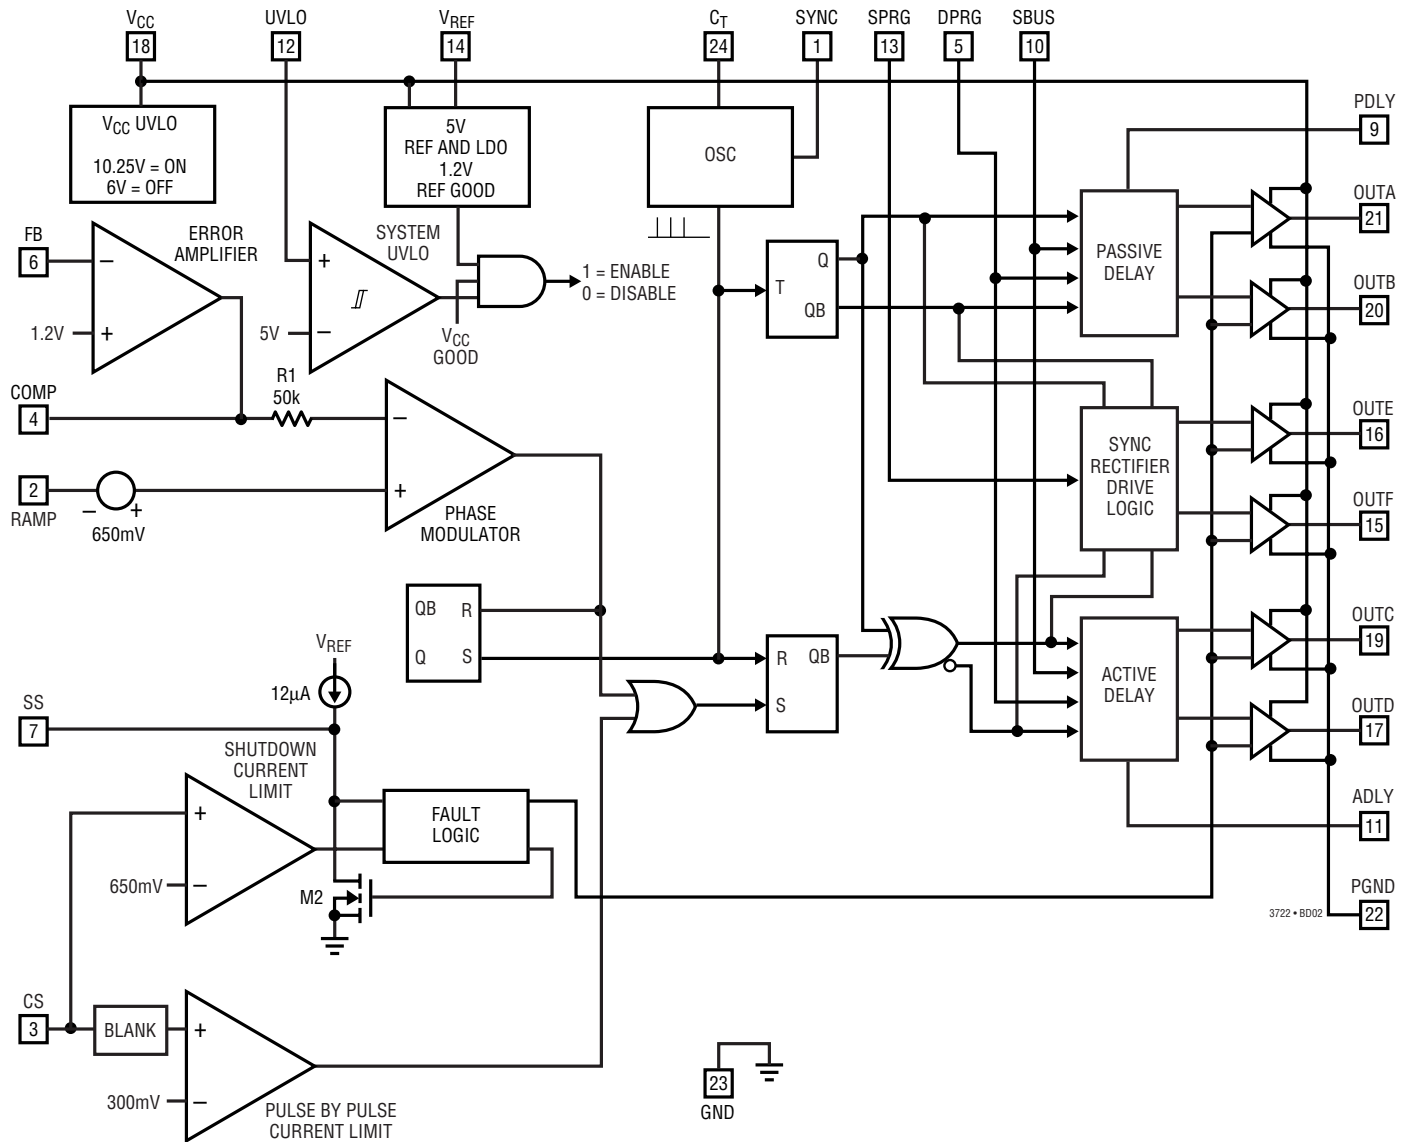 VCC
UVLO
VREF
CT
SYNC
SPRG
DPRG
SBUS
18
12
14
24
1
13
5
10
PDLY
9
VCC UVLO
10.25V = ON
6V = OFF
5V
REF AND LDO
1.2V
REF GOOD
OSC
FB
6
ERROR
AMPLIFIER
−
+
1.2V
SYSTEM
UVLO
+
−
5V
VCC
GOOD
1 = ENABLE
0 = DISABLE
T
Q
QB
PASSIVE
DELAY
OUTA
21
OUTB
20
COMP
4
R1
50k
−
+
PHASE
MODULATOR
2
RAMP
−
+
650mV
SYNC
RECTIFIER
DRIVE
LOGIC
OUTE
16
OUTF
15
QB
R
Q
S
R
QB
S
ACTIVE
DELAY
OUTC
19
OUTD
17
VREF
12µA
SS
7
SHUTDOWN
CURRENT
LIMIT
+
−
650mV
FAULT
LOGIC
M2
ADLY
11
PGND
22
3722 • BD02
CS
3
BLANK
+
−
300mV
PULSE BY PULSE
CURRENT LIMIT
23
GND